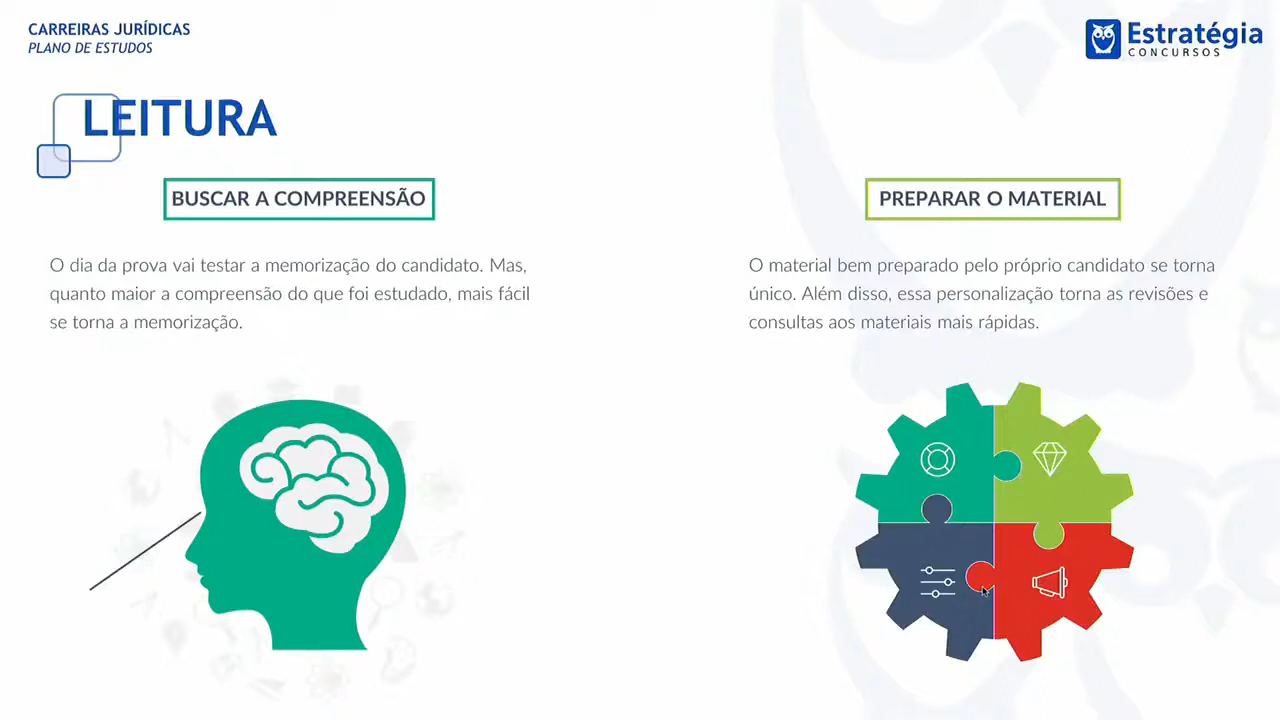 CARREIRAS JURÍDICAS
PLANO DE ESTUDOS
Estratégia
CONCURSOS
LEITURA
BUSCAR A COMPREENSÃO
O dia da prova vai testar a memorização do candidato. Mas,
quanto maior a compreensão do que foi estudado, mais fácil
se torna a memorização.
PREPARAR O MATERIAL
O material bem preparado pelo próprio candidato se torna
único. Além disso, essa personalização torna as revisões e
consultas aos materiais mais rápidas.